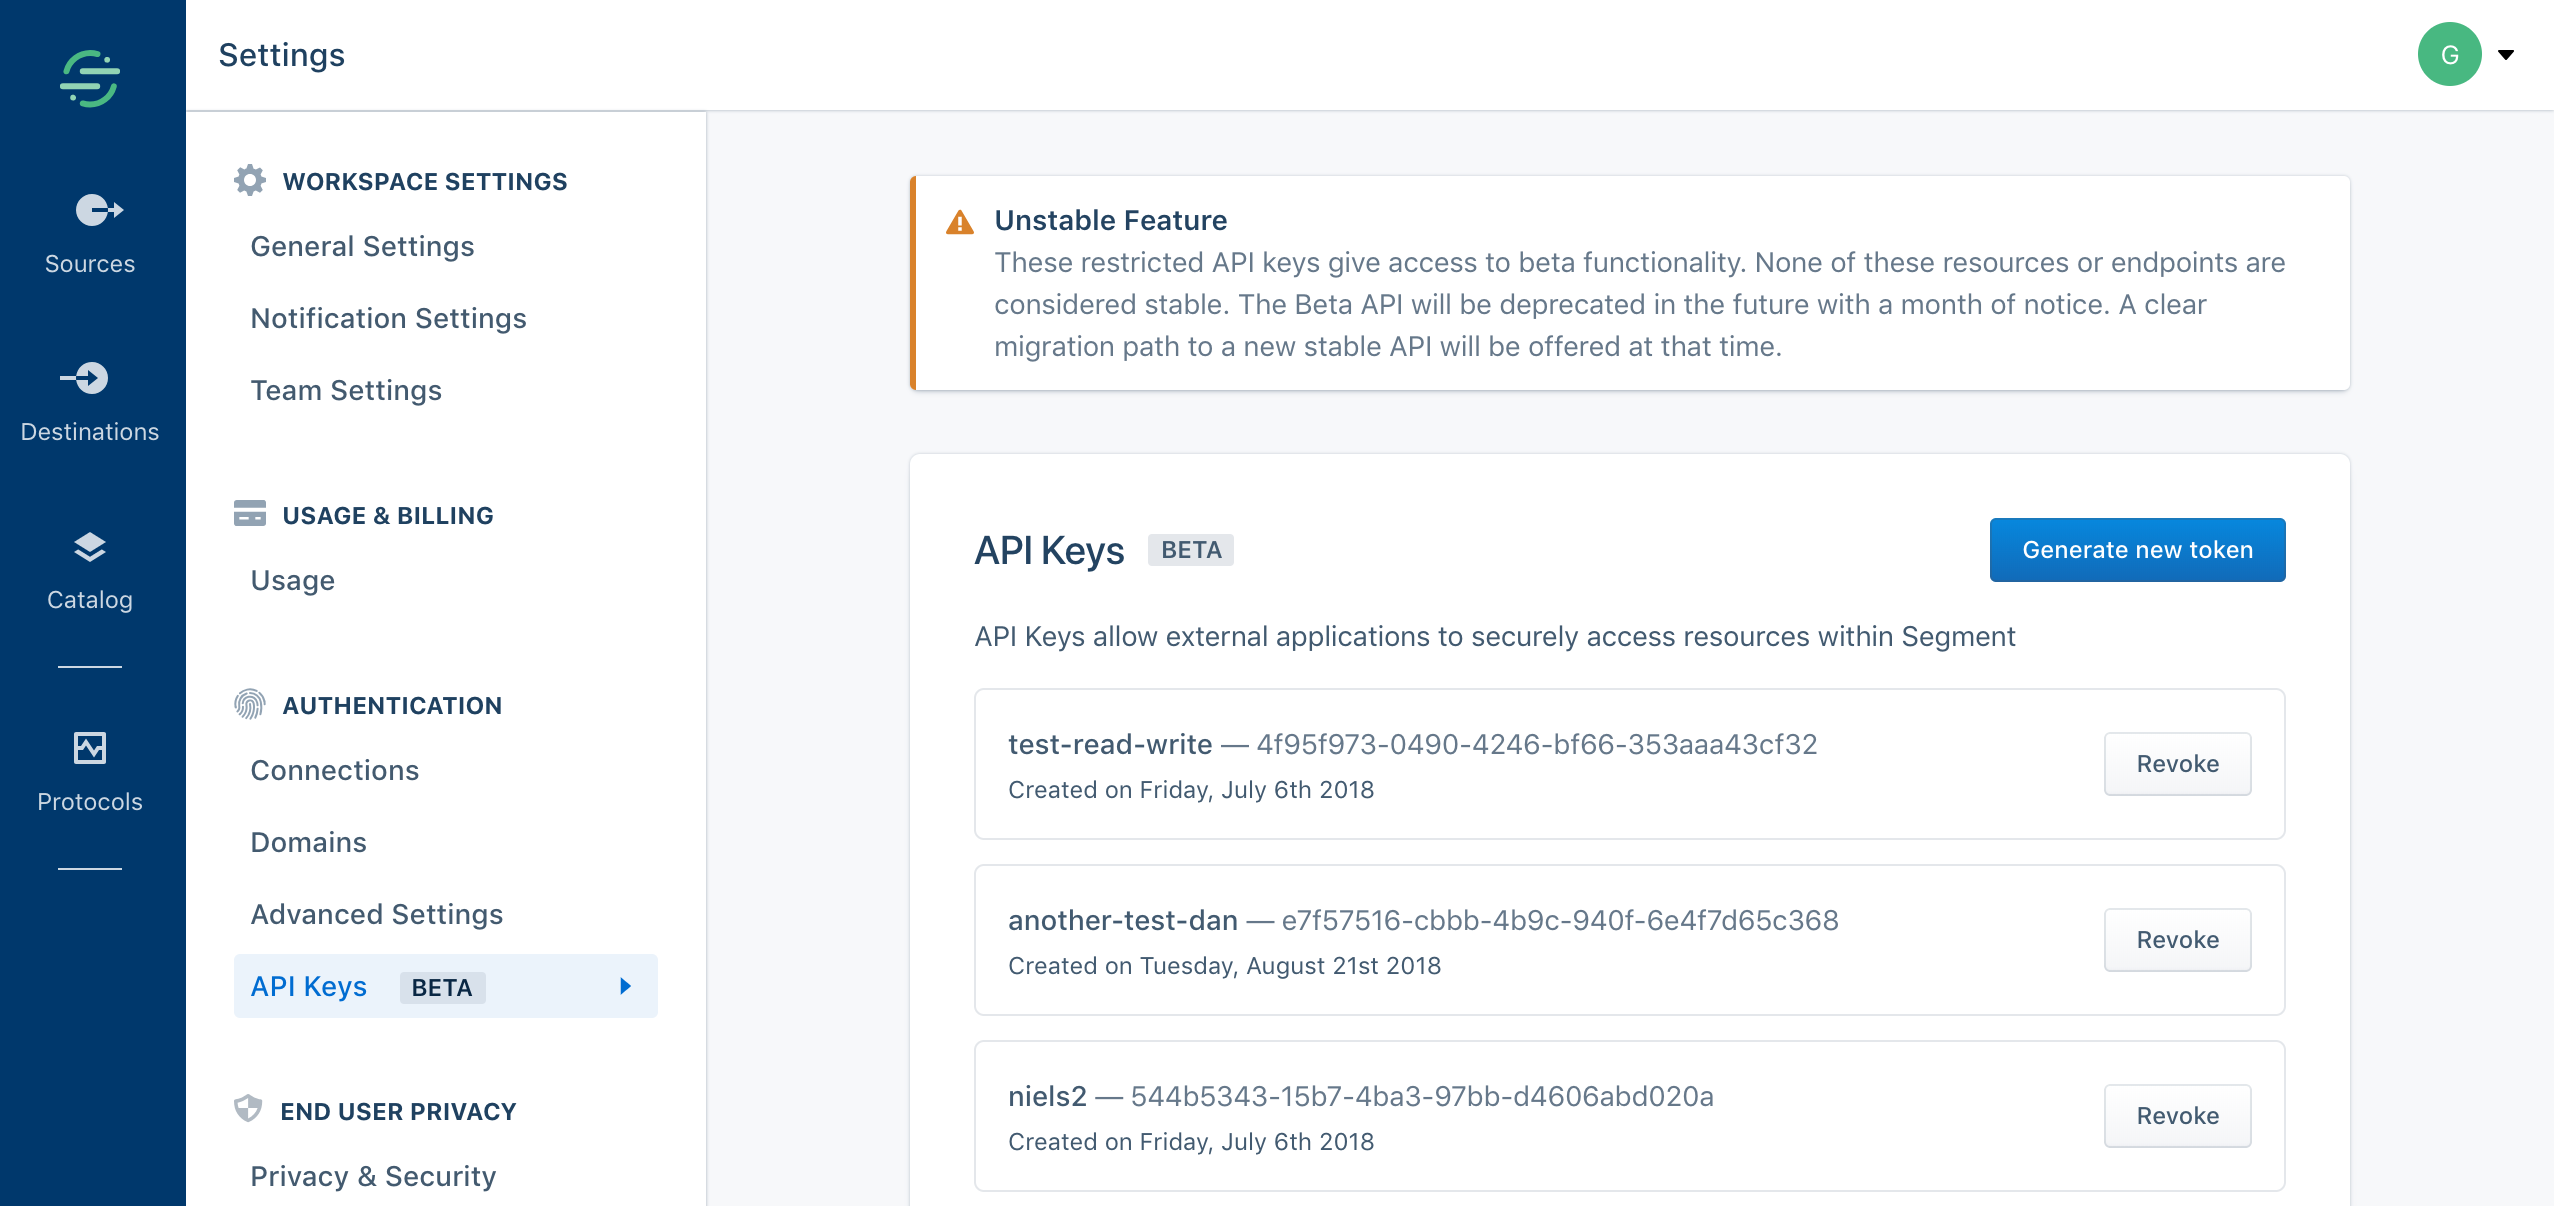 Settings
G
Sources
Destinations
Catalog
Protocols
WORKSPACE SETTINGS
General Settings
Notification Settings
Team Settings
USAGE & BILLING
Usage
AUTHENTICATION
Connections
Domains
Advanced Settings
API Keys BETA
END USER PRIVACY
Privacy & Security
Unstable Feature
These restricted API keys give access to beta functionality. None of these resources or endpoints are
considered stable. The Beta API will be deprecated in the future with a month of notice. A clear
migration path to a new stable API will be offered at that time.
API Keys BETA
Generate new token
API Keys allow external applications to securely access resources within Segment
test-read-write — 4f95f973-0490-4246-bf66-353aaa43cf32
Created on Friday, July 6th 2018
Revoke
another-test-dan — e7f57516-cbbb-4b9c-940f-6e4f7d65c368
Created on Tuesday, August 21st 2018
Revoke
niels2 — 544b5343-15b7-4ba3-97bb-d4606abd020a
Created on Friday, July 6th 2018
Revoke